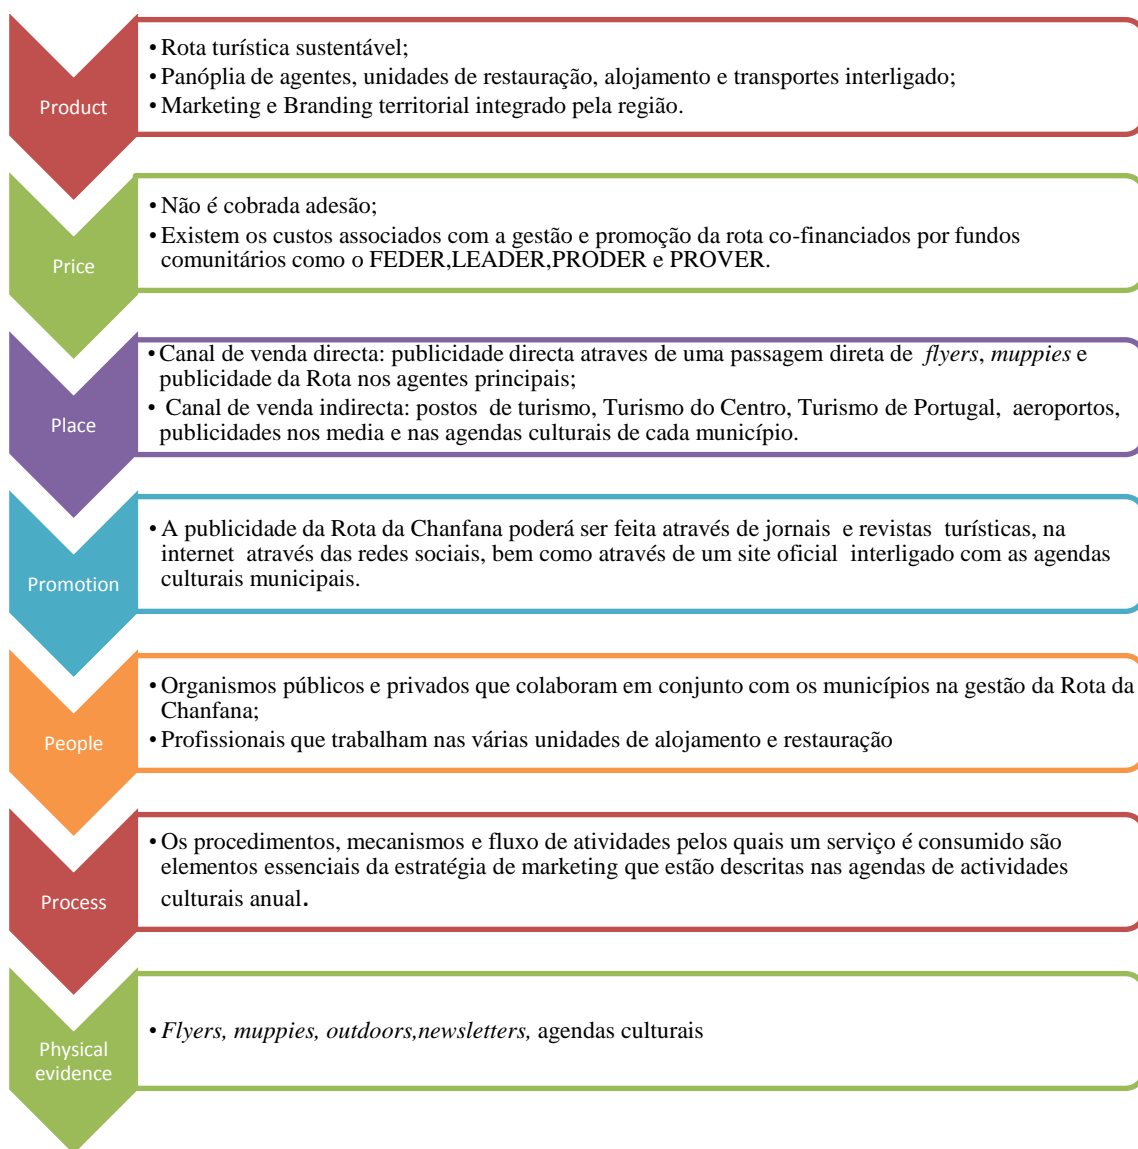 Product
• Rota turística sustentável;
• Panóplia de agentes, unidades de restauração, alojamento e transportes interligado;
• Marketing e Branding territorial integrado pela região.
Price
• Não é cobrada adesão;
• Existem os custos associados com a gestão e promoção da rota co-financiados por fundos
comunitários como o FEDER,LEADER,PRODER e PROVER.
Place
• Canal de venda directa: publicidade directa atraves de uma passagem direta de flyers, muppies e
publicidade da Rota nos agentes principais;
• Canal de venda indirecta: postos de turismo, Turismo do Centro, Turismo de Portugal, aeroportos,
publicidades nos media e nas agendas culturais de cada município.
Promotion
• A publicidade da Rota da Chanfana poderá ser feita através de jornais e revistas turísticas, na
internet através das redes sociais, bem como através de um site oficial interligado com as agendas
culturais municipais.
People
• Organismos públicos e privados que colaboram em conjunto com os municípios na gestão da Rota da
Chanfana;
• Profissionais que trabalham nas várias unidades de alojamento e restauração
Process
• Os procedimentos, mecanismos e fluxo de atividades pelos quais um serviço é consumido são
elementos essenciais da estratégia de marketing que estão descritas nas agendas de actividades
culturais anual.
Physical
evidence
• Flyers, muppies, outdoors,newsletters, agendas culturais